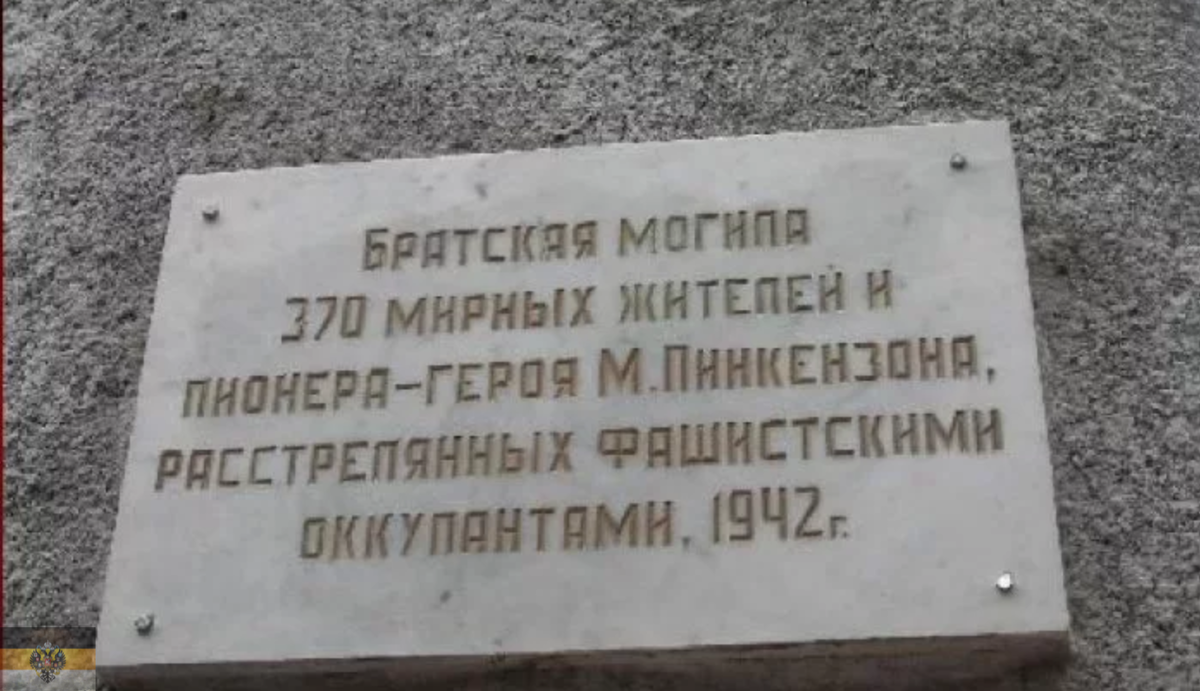 БРАТСКАЯ МОГИЛА
370 МИРНЫХ ЖИТЕЛЕЙ И
ПИОНЕРА-ГЕРОЯ М.ПИНКЕНЗОНА,
РАССТРЕЛЯННЫХ ФАШИСТСКИМИ
ОККУПАНТАМИ. 1942г.